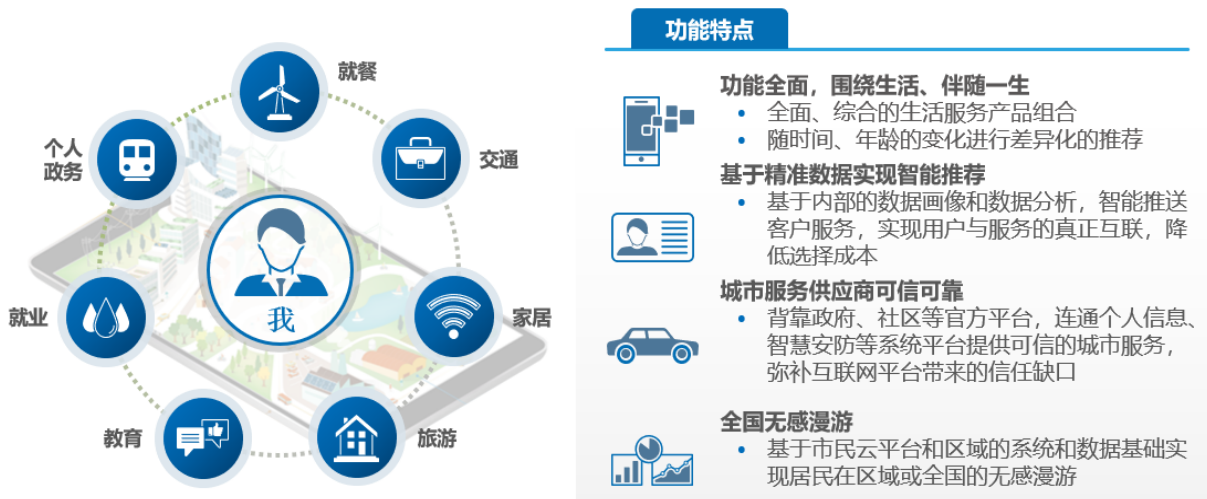 就餐
交通
家居
旅游
教育
就业
个人
政务
我
功能特点
功能全面，围绕生活、伴随一生
• 全面、综合的生活服务产品组合
• 随时间、年龄的变化进行差异化的推荐
基于精准数据实现智能推荐
• 基于内部的数据画像和数据分析，智能推送
客户服务，实现用户与服务的真正互联，降
低选择成本
城市服务供应商可信可靠
• 背靠政府、社区等官方平台，连通个人信息、
智慧安防等系统平台提供可信的城市服务，
弥补互联网平台带来的信任缺口
全国无感漫游
• 基于市民云平台和区域的系统和数据基础实
现居民在区域或全国的无感漫游